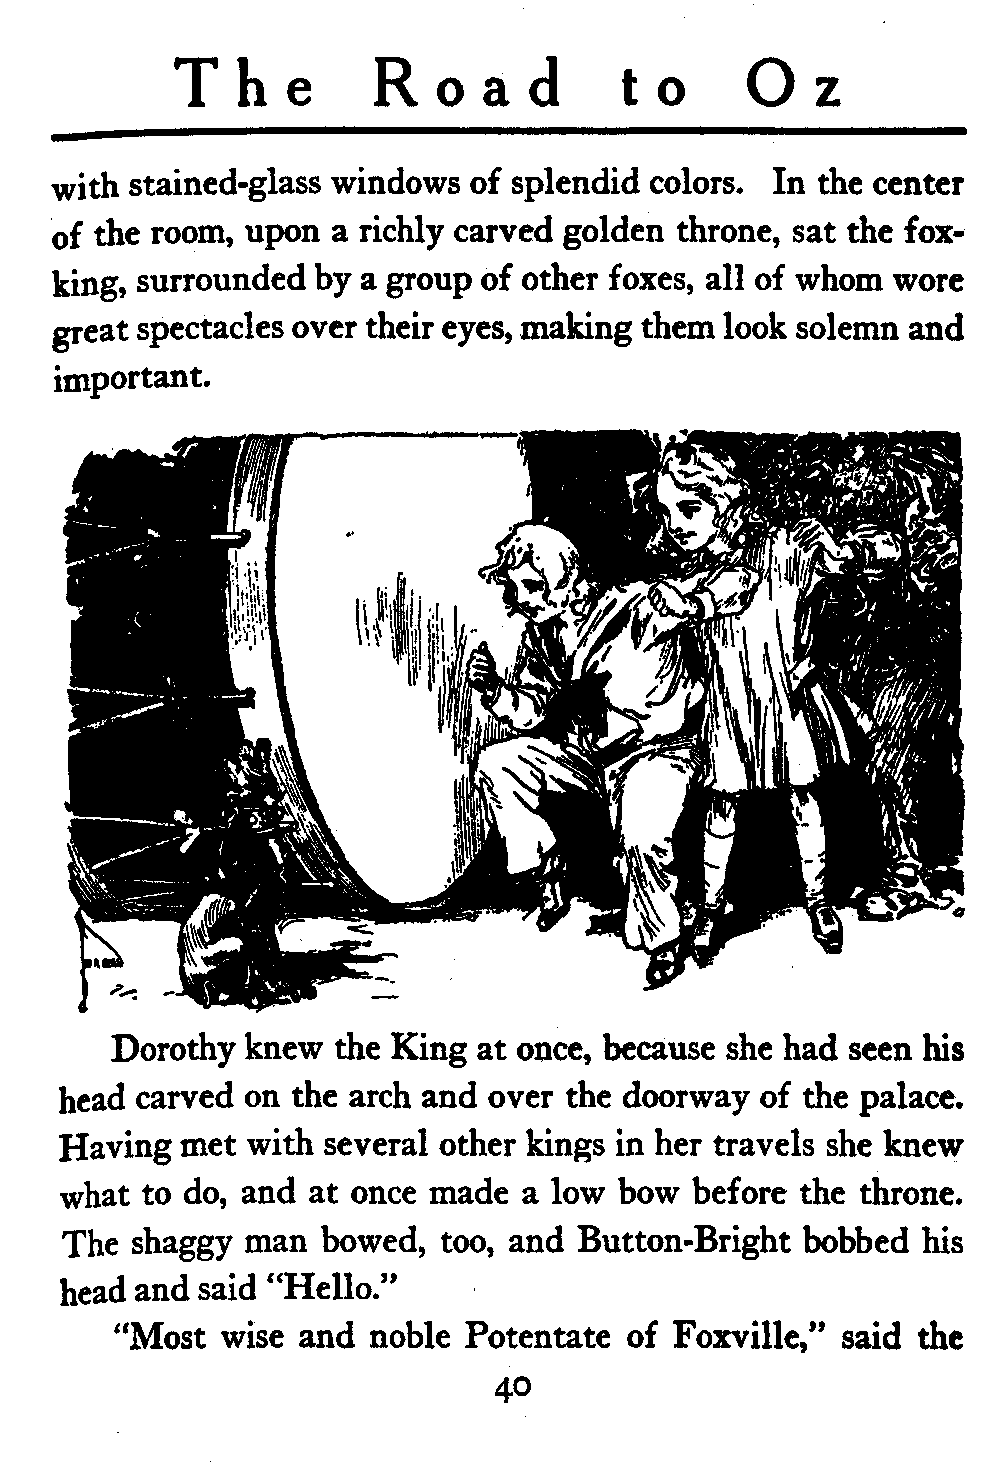 The Road to Oz
with stained-glass windows of splendid colors. In the center
of the room, upon a richly carved golden throne, sat the fox-
king, surrounded by a group of other foxes, all of whom wore
great spectacles over their eyes, making them look solemn and
important.
Dorothy knew the King at once, because she had seen his
head carved on the arch and over the doorway of the palace.
Having met with several other kings in her travels she knew
what to do, and at once made a low bow before the throne.
The shaggy man bowed, too, and Button-Bright bobbed his
head and said "Hello."
"Most wise and noble Potentate of Foxville," said the
40